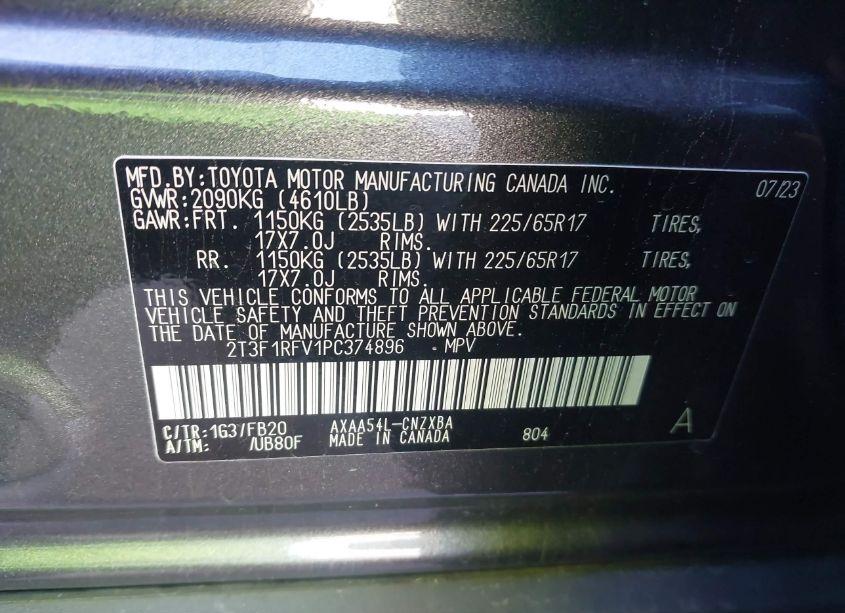 MFD.BY:TOYOTA MOTOR MANUFACTURING CANADA INC. 07/23
GVWR:2090KG (4610LB)
GAWR:FRT. 1150KG (2535LB) WITH 225/65R17 TIRES,
17X7.0J RIMS.
RR. 1150KG (2535LB) WITH 225/65R17 TIRES,
17X7.0J RIMS.
THIS VEHICLE CONFORMS TO ALL APPLICABLE FEDERAL MOTOR
VEHICLE SAFETY AND THEFT PREVENTION STANDARDS IN EFFECT ON
THE DATE OF MANUFACTURE SHOWN ABOVE.
2T3F1RFV1PC374896 MPV
C/TR:1G3/FB20 AXAA54L-CNZXBA A
A/TM: /UB80F MADE IN CANADA 804